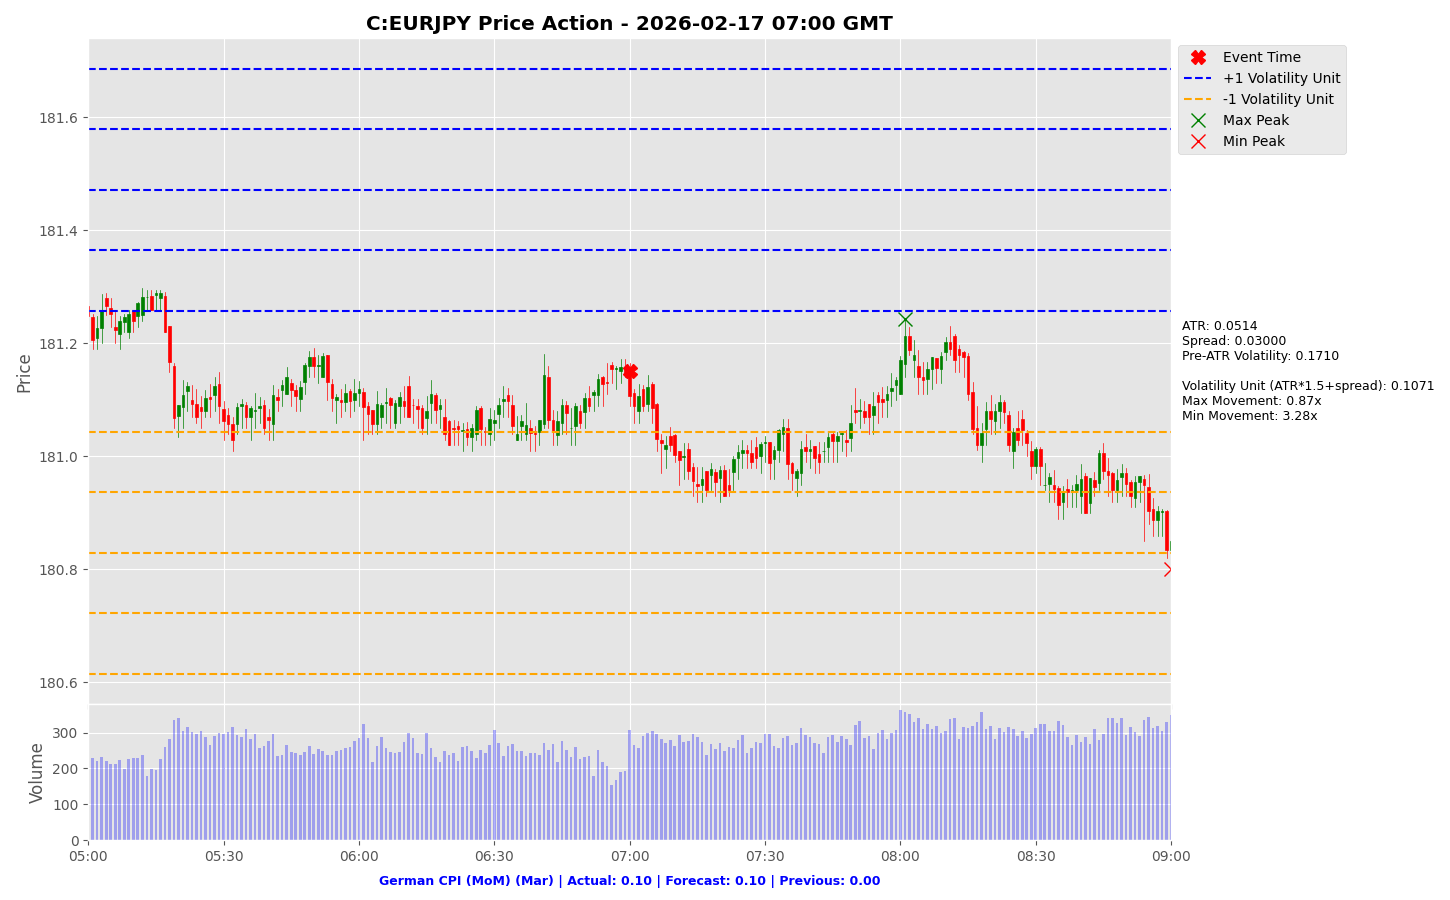 C:EURJPY Price Action - 2026-02-17 07:00 GMT
Event Time
+1 Volatility Unit
-1 Volatility Unit
Max Peak
Min Peak
Price
181.6
181.4
181.2
181.0
180.8
180.6
ATR: 0.0514
Spread: 0.03000
Pre-ATR Volatility: 0.1710
Volatility Unit (ATR*1.5+spread): 0.1071
Max Movement: 0.87x
Min Movement: 3.28x
Volume
300
200
100
0
05:00 05:30 06:00 06:30 07:00 07:30 08:00 08:30 09:00
German CPI (MoM) (Mar) | Actual: 0.10 | Forecast: 0.10 | Previous: 0.00